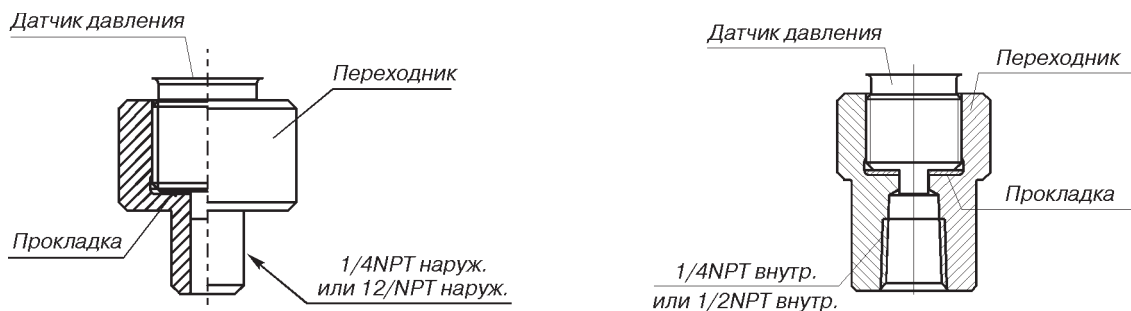 Датчик давления
Переходник
Прокладка
1/4NPT наруж.
или 12/NPT наруж.
Датчик давления
Переходник
Прокладка
1/4NPT внутр.
или 1/2NPT внутр.